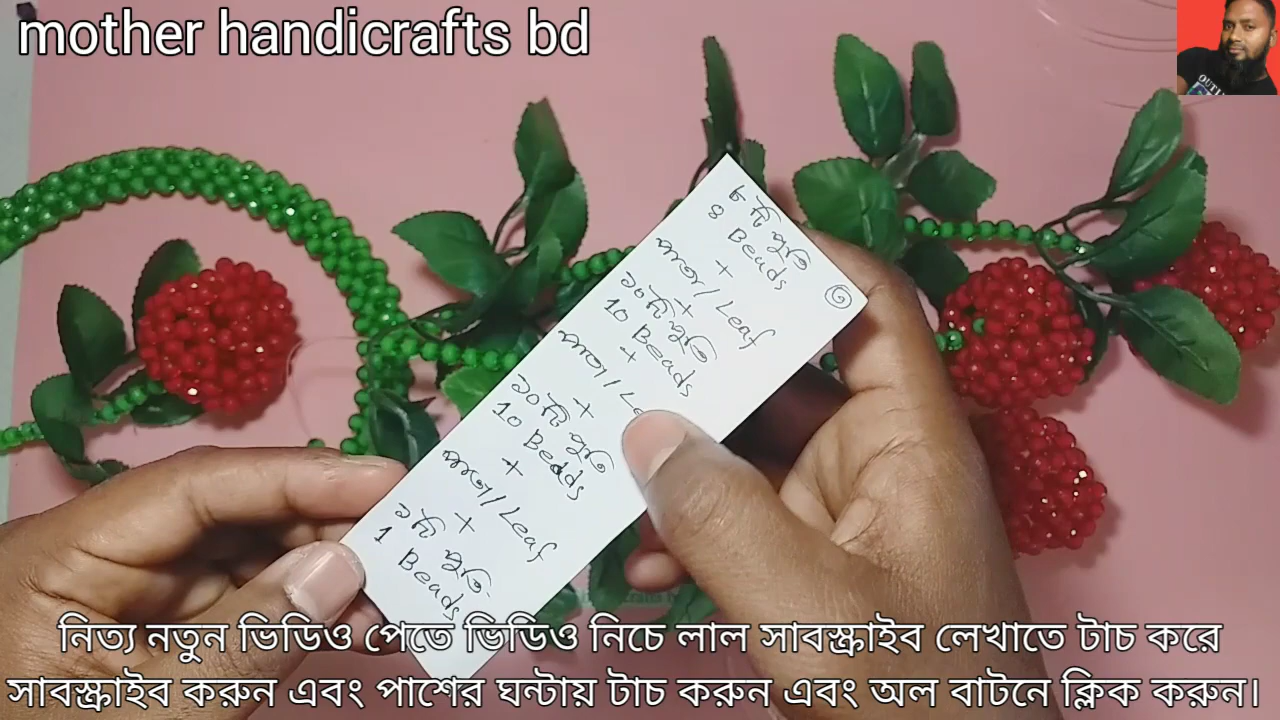 mother handicrafts bd
OUTL
৮টি পুতি
8 Beads
+
পাতা / Leaf
+
১০টি পুতি
10 Beads
+
পাতা / Le
+
১০টি পুতি
10 Beads
+
পাতা / Leaf
+
১টি পুতি
1 Beads
নিত্য নতুন ভিডিও পেতে ভিডিও নিচে লাল সাবস্ক্রাইব লেখাতে টাচ করে
সাবস্ক্রাইব করুন এবং পাশের ঘন্টায় টাচ করুন এবং অল বাটনে ক্লিক করুন।